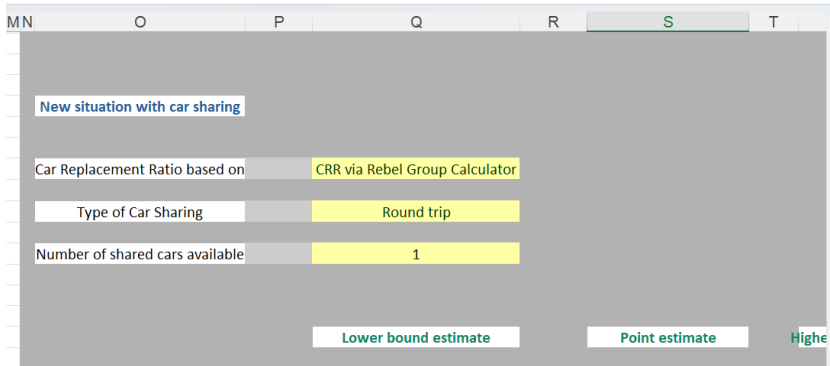 M N O P Q R S T
New situation with car sharing
Car Replacement Ratio based on CRR via Rebel Group Calculator
Type of Car Sharing Round trip
Number of shared cars available 1
Lower bound estimate Point estimate Highe